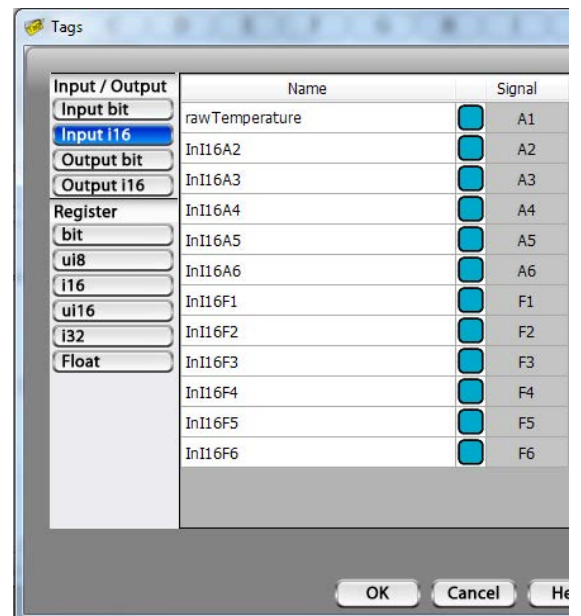 Tags
Input / Output
Input bit
Input i16
Output bit
Output i16
Register
bit
ui8
i16
ui16
i32
Float
Name Signal
rawTemperature A1
InI16A2 A2
InI16A3 A3
InI16A4 A4
InI16A5 A5
InI16A6 A6
InI16F1 F1
InI16F2 F2
InI16F3 F3
InI16F4 F4
InI16F5 F5
InI16F6 F6
OK Cancel He